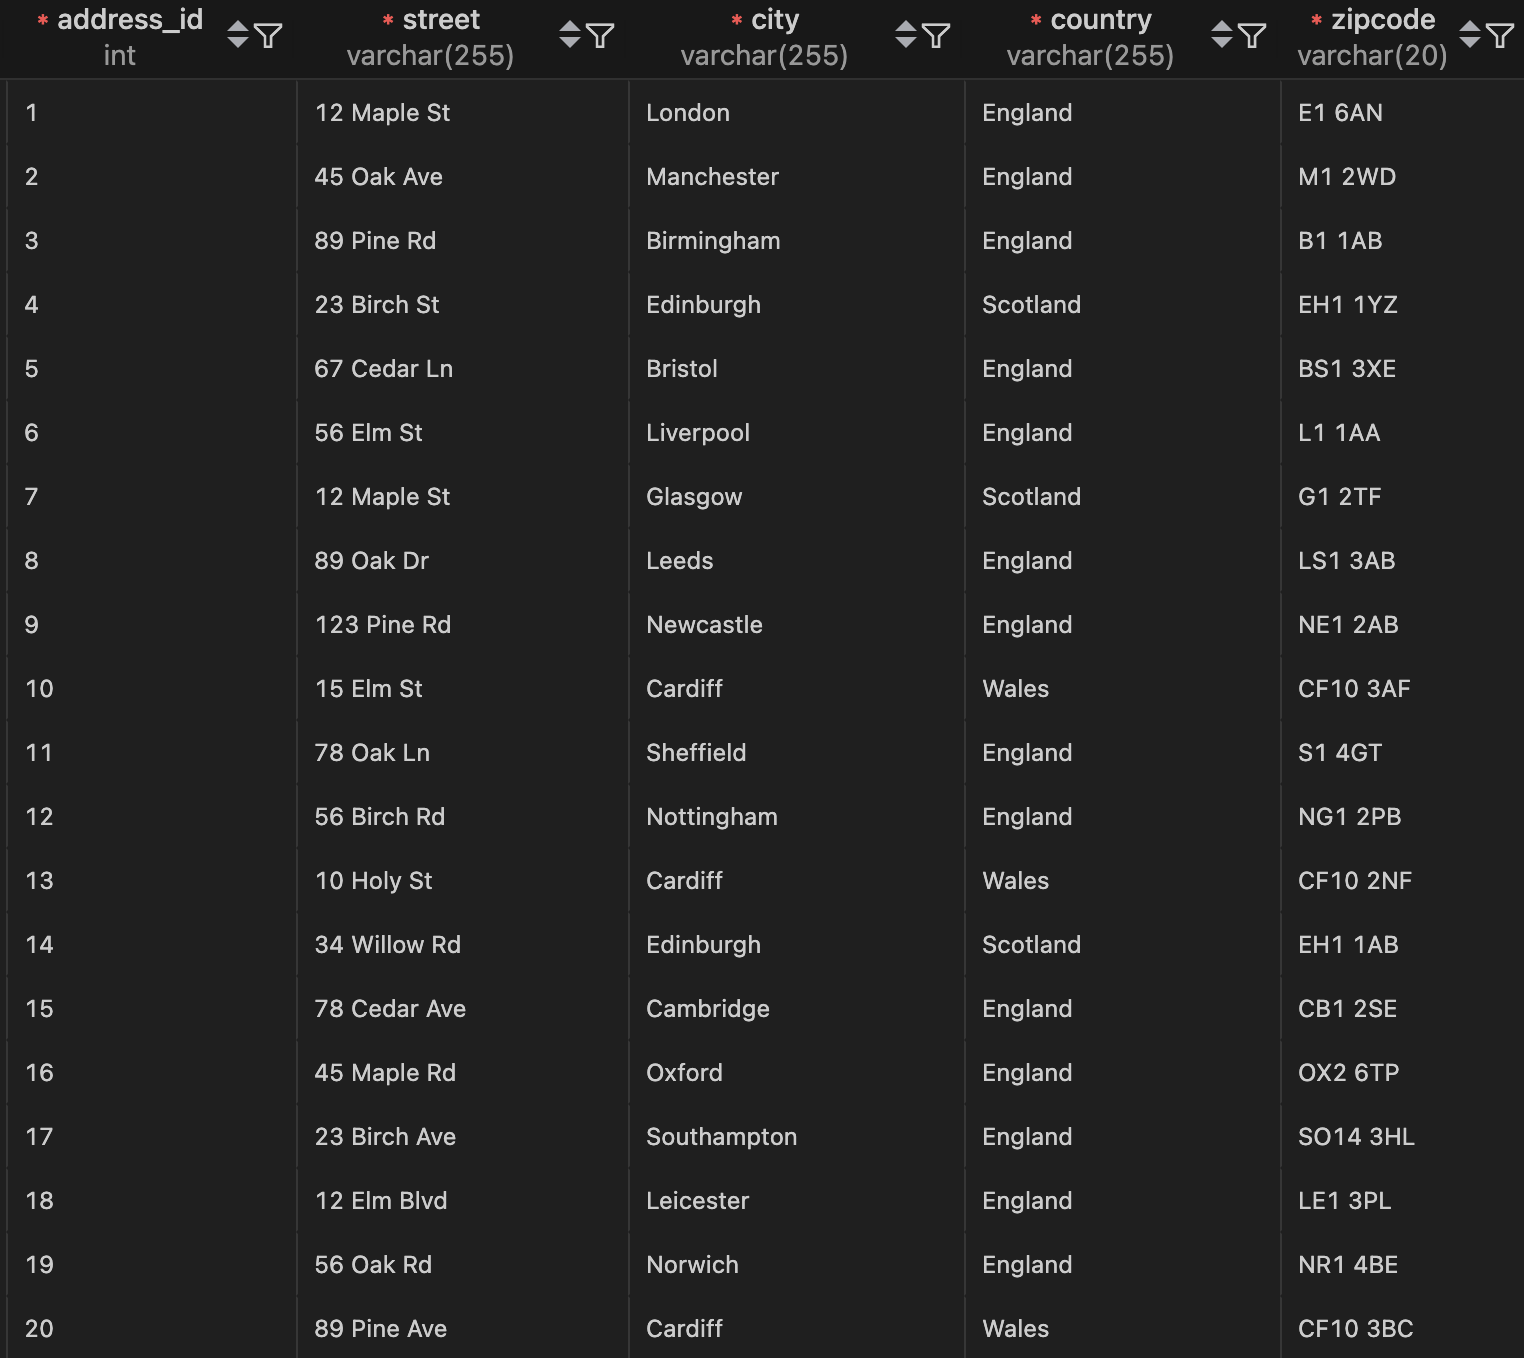 * address_id * street * city * country * zipcode
int varchar(255) varchar(255) varchar(255) varchar(20)
1 12 Maple St London England E1 6AN
2 45 Oak Ave Manchester England M1 2WD
3 89 Pine Rd Birmingham England B1 1AB
4 23 Birch St Edinburgh Scotland EH1 1YZ
5 67 Cedar Ln Bristol England BS1 3XE
6 56 Elm St Liverpool England L1 1AA
7 12 Maple St Glasgow Scotland G1 2TF
8 89 Oak Dr Leeds England LS1 3AB
9 123 Pine Rd Newcastle England NE1 2AB
10 15 Elm St Cardiff Wales CF10 3AF
11 78 Oak Ln Sheffield England S1 4GT
12 56 Birch Rd Nottingham England NG1 2PB
13 10 Holy St Cardiff Wales CF10 2NF
14 34 Willow Rd Edinburgh Scotland EH1 1AB
15 78 Cedar Ave Cambridge England CB1 2SE
16 45 Maple Rd Oxford England OX2 6TP
17 23 Birch Ave Southampton England SO14 3HL
18 12 Elm Blvd Leicester England LE1 3PL
19 56 Oak Rd Norwich England NR1 4BE
20 89 Pine Ave Cardiff Wales CF10 3BC